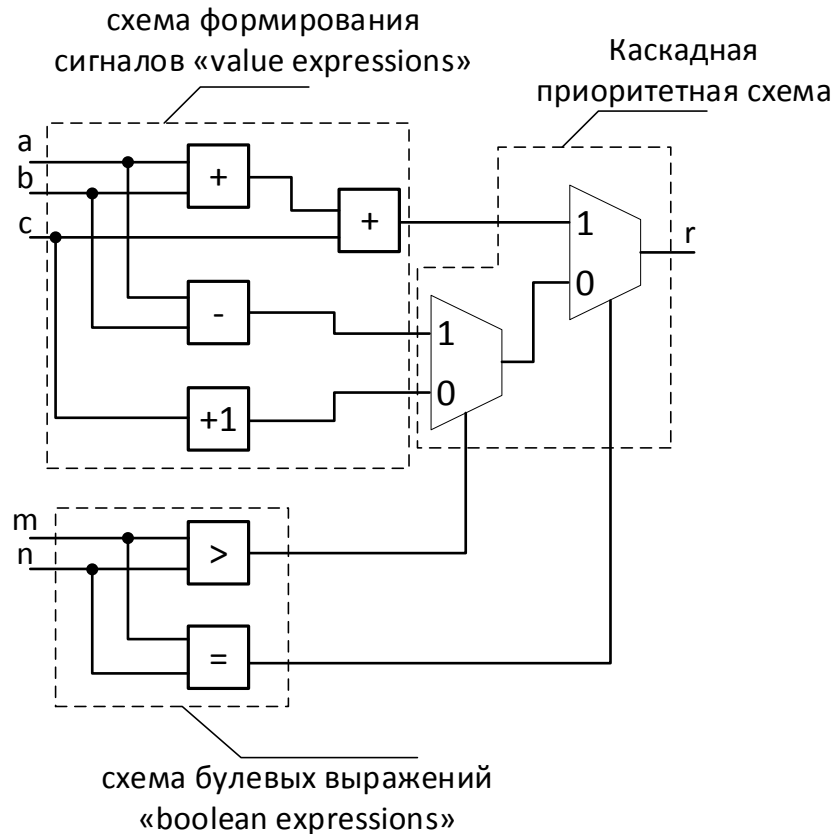 схема формирования
сигналов «value expressions»
Каскадная
приоритетная схема
a
b
c
+
+
-
+1
1
0
1
0
r
m
n
>
=
схема булевых выражений
«boolean expressions»